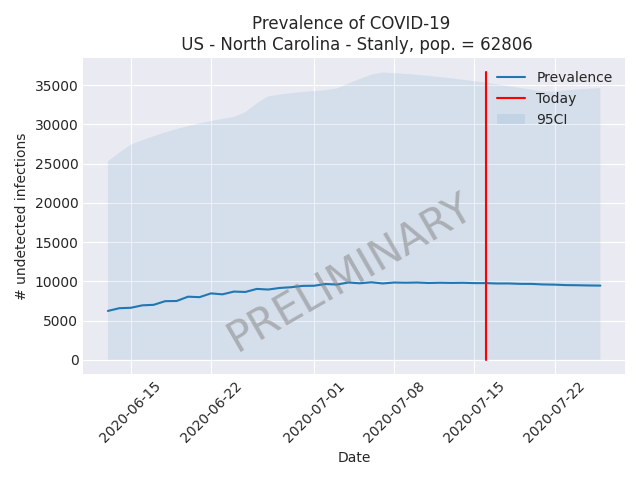 Prevalence of COVID-19
US - North Carolina - Stanly, pop. = 62806
Prevalence
Today
95CI
35000
30000
25000
20000
15000
10000
5000
0
# undetected infections
PRELIMINARY
2020-06-15
2020-06-22
2020-07-01
2020-07-08
2020-07-15
2020-07-22
Date